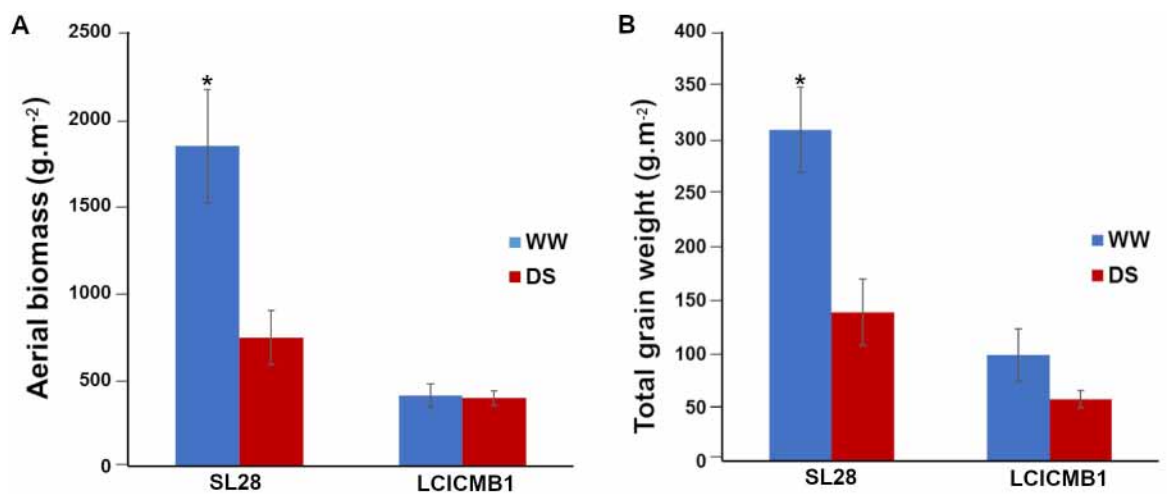 A
Aerial biomass (g.m-2)
2500
2000
1500
1000
500
0
*
WW
DS
SL28
LCICMB1
B
Total grain weight (g.m-2)
400
350
300
250
200
150
100
50
0
*
WW
DS
SL28
LCICMB1